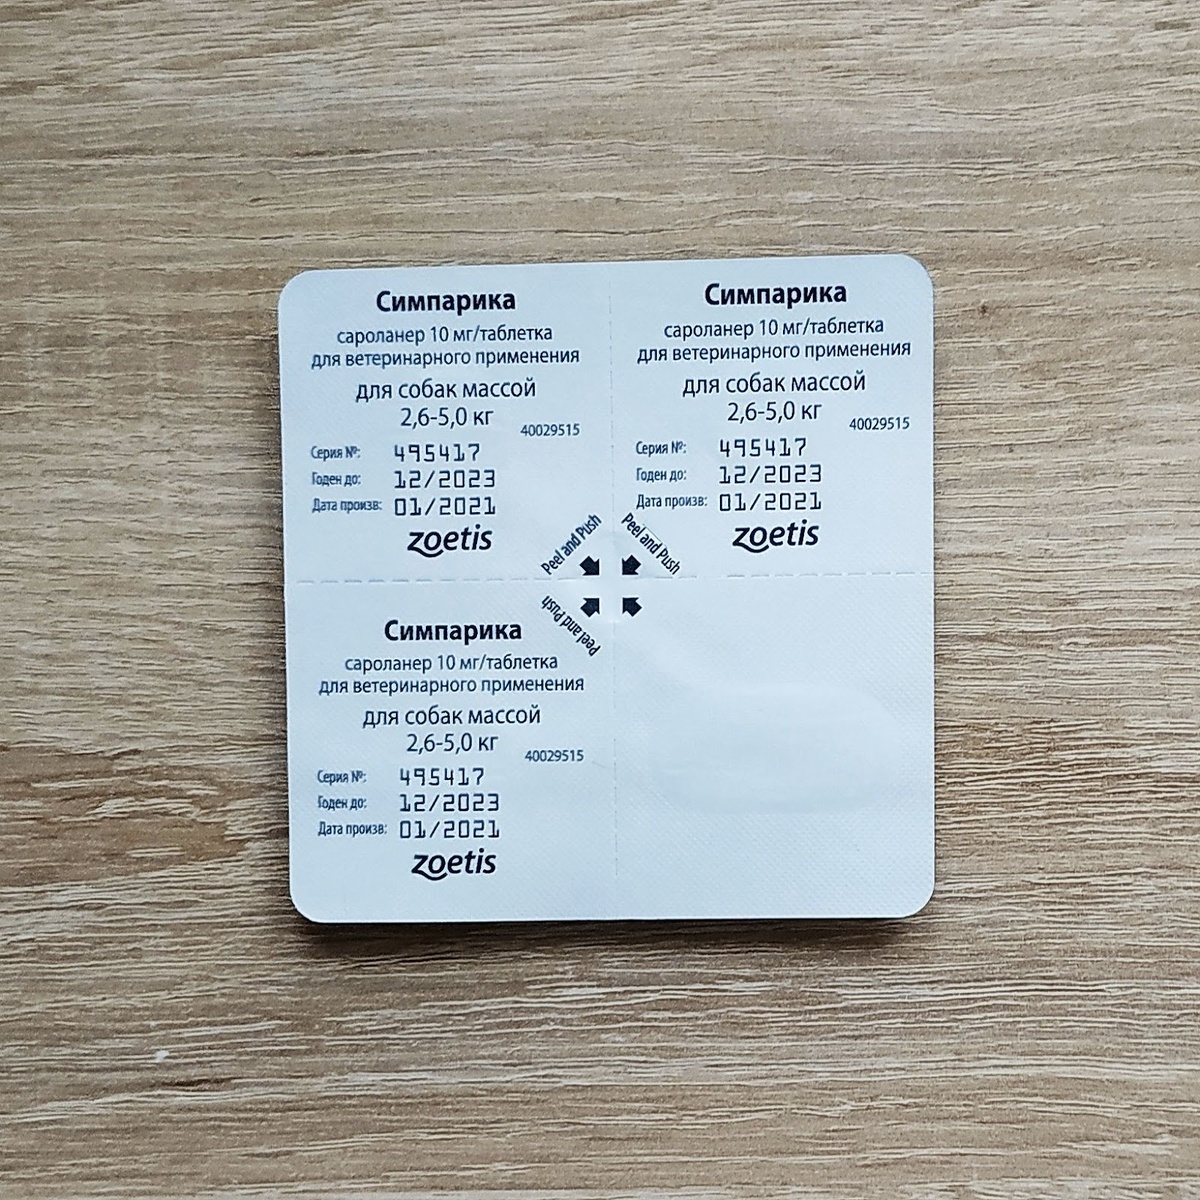 Симпарика
сароланер 10 мг/таблетка
для ветеринарного применения
для собак массой
2,6-5,0 кг
40029515
Серия №: 495417
Годен до: 12/2023
Дата произв: 01/2021
zoetis
Peel and Push
Симпарика
сароланер 10 мг/таблетка
для ветеринарного применения
для собак массой
2,6-5,0 кг
40029515
Серия №: 495417
Годен до: 12/2023
Дата произв: 01/2021
zoetis
Peel and Push
Peel and Push
Симпарика
сароланер 10 мг/таблетка
для ветеринарного применения
для собак массой
2,6-5,0 кг
40029515
Серия №: 495417
Годен до: 12/2023
Дата произв: 01/2021
zoetis